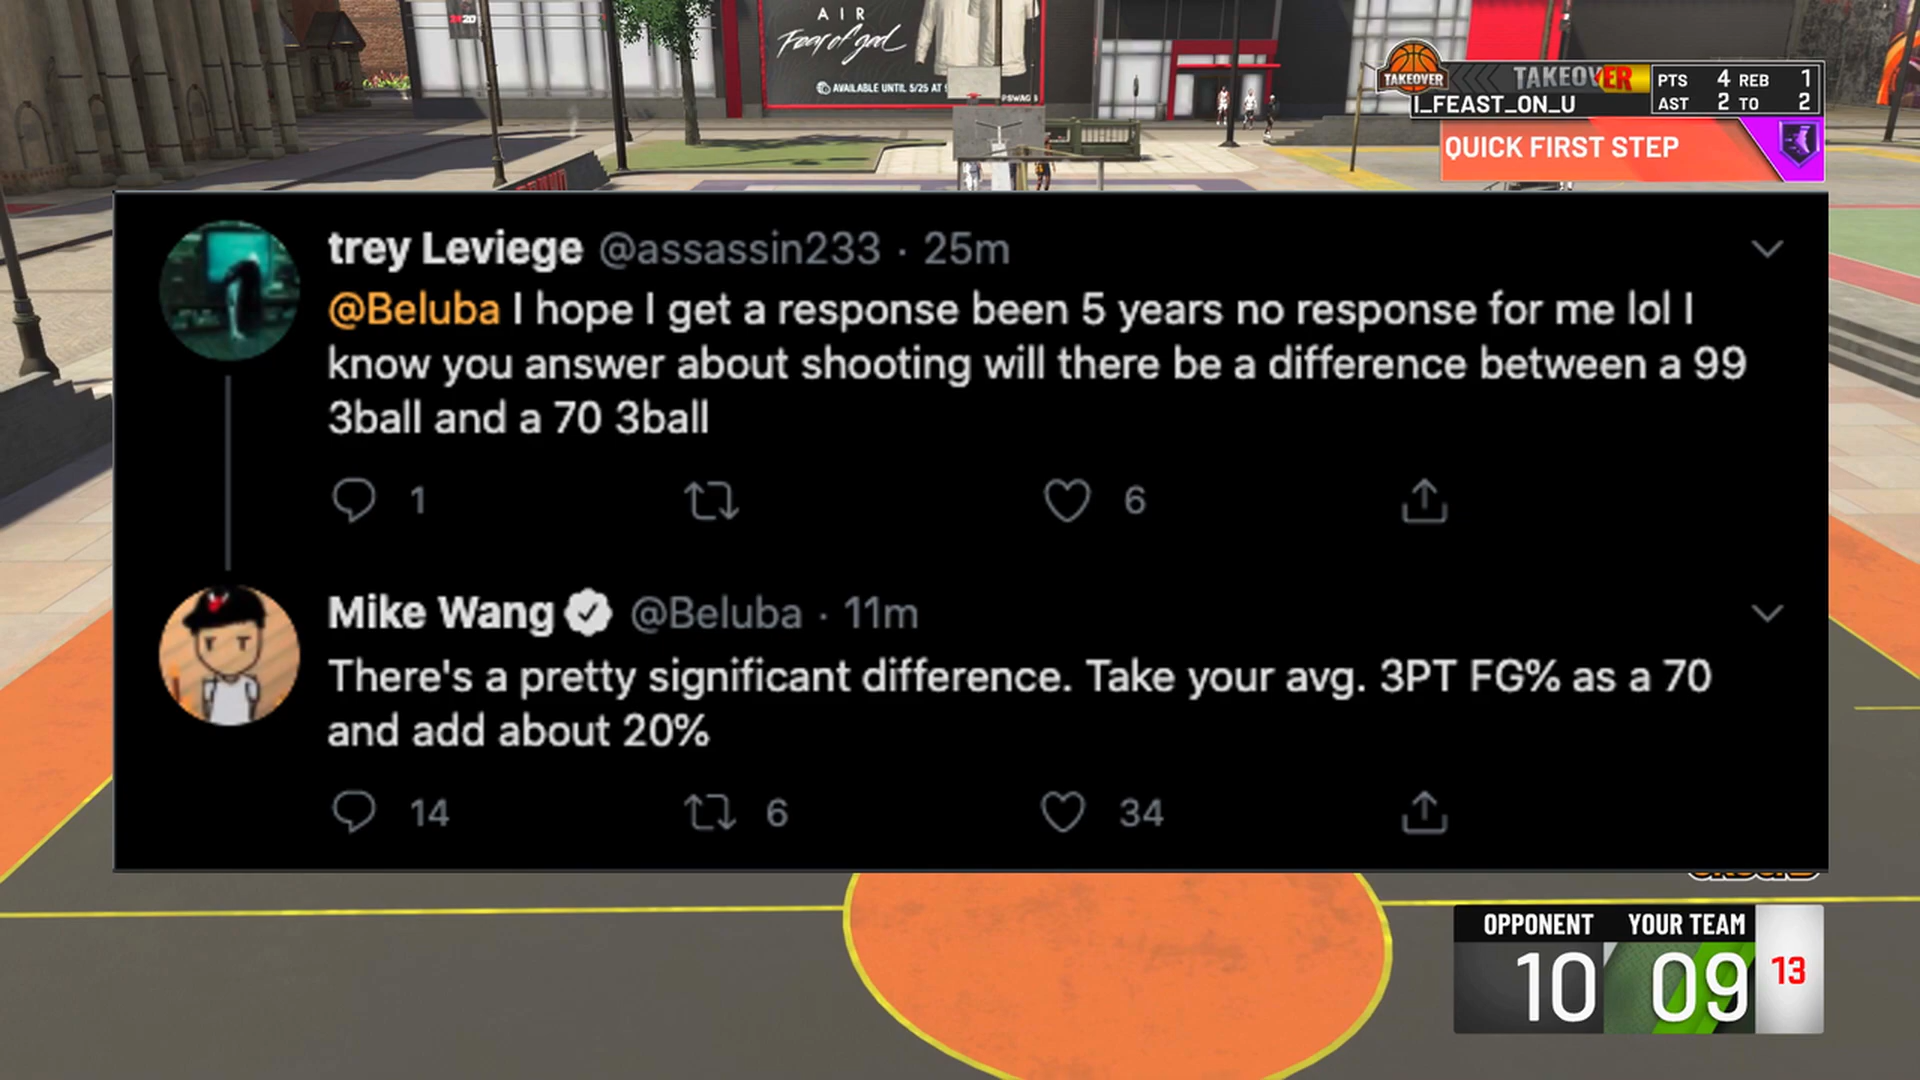 2K20
AIR
Fear of god
AVAILABLE UNTIL 5/25 AT
TAKEOVER
TAKEOVER
PTS 4 REB 1
I_FEAST_ON_U
AST 2 TO 2
QUICK FIRST STEP
trey Leviege @assassin233 · 25m
@Beluba I hope I get a response been 5 years no response for me lol I
know you answer about shooting will there be a difference between a 99
3ball and a 70 3ball
1 6
Mike Wang @Beluba · 11m
There's a pretty significant difference. Take your avg. 3PT FG% as a 70
and add about 20%
14 6 34
OPPONENT YOUR TEAM
10 09 13